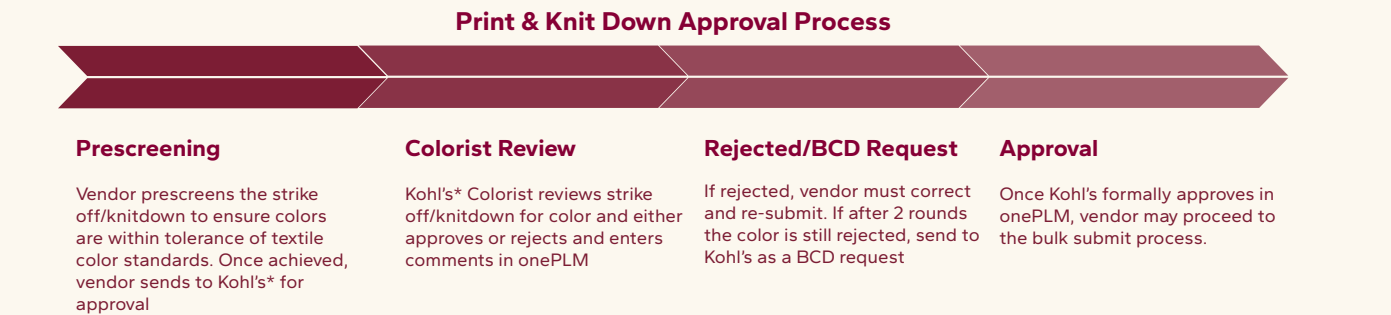 Print & Knit Down Approval Process
Prescreening
Vendor prescreens the strike
off/knitdown to ensure colors
are within tolerance of textile
color standards. Once achieved,
vendor sends to Kohl's* for
approval
Colorist Review
Kohl's* Colorist reviews strike
off/knitdown for color and either
approves or rejects and enters
comments in onePLM
Rejected/BCD Request
If rejected, vendor must correct
and re-submit. If after 2 rounds
the color is still rejected, send to
Kohl's as a BCD request
Approval
Once Kohl's formally approves in
onePLM, vendor may proceed to
the bulk submit process.